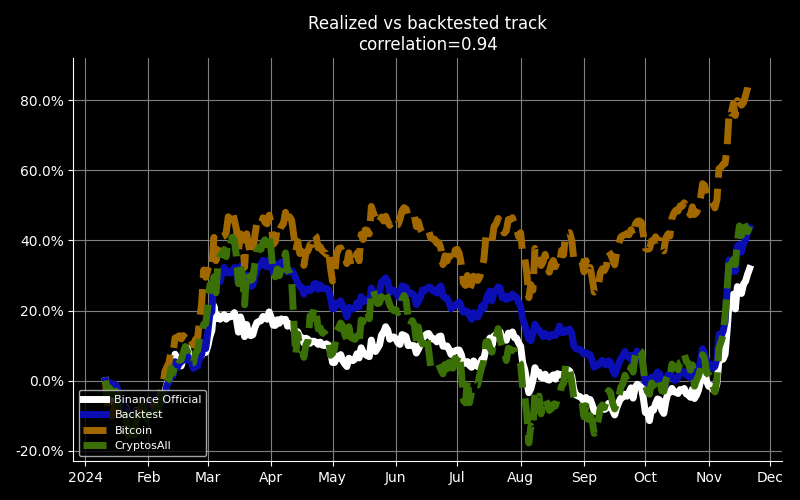 Realized vs backtested track
correlation=0.94
80.0%
60.0%
40.0%
20.0%
0.0%
-20.0%
Binance Official
Backtest
Bitcoin
CryptosAll
2024 Feb Mar Apr May Jun Jul Aug Sep Oct Nov Dec